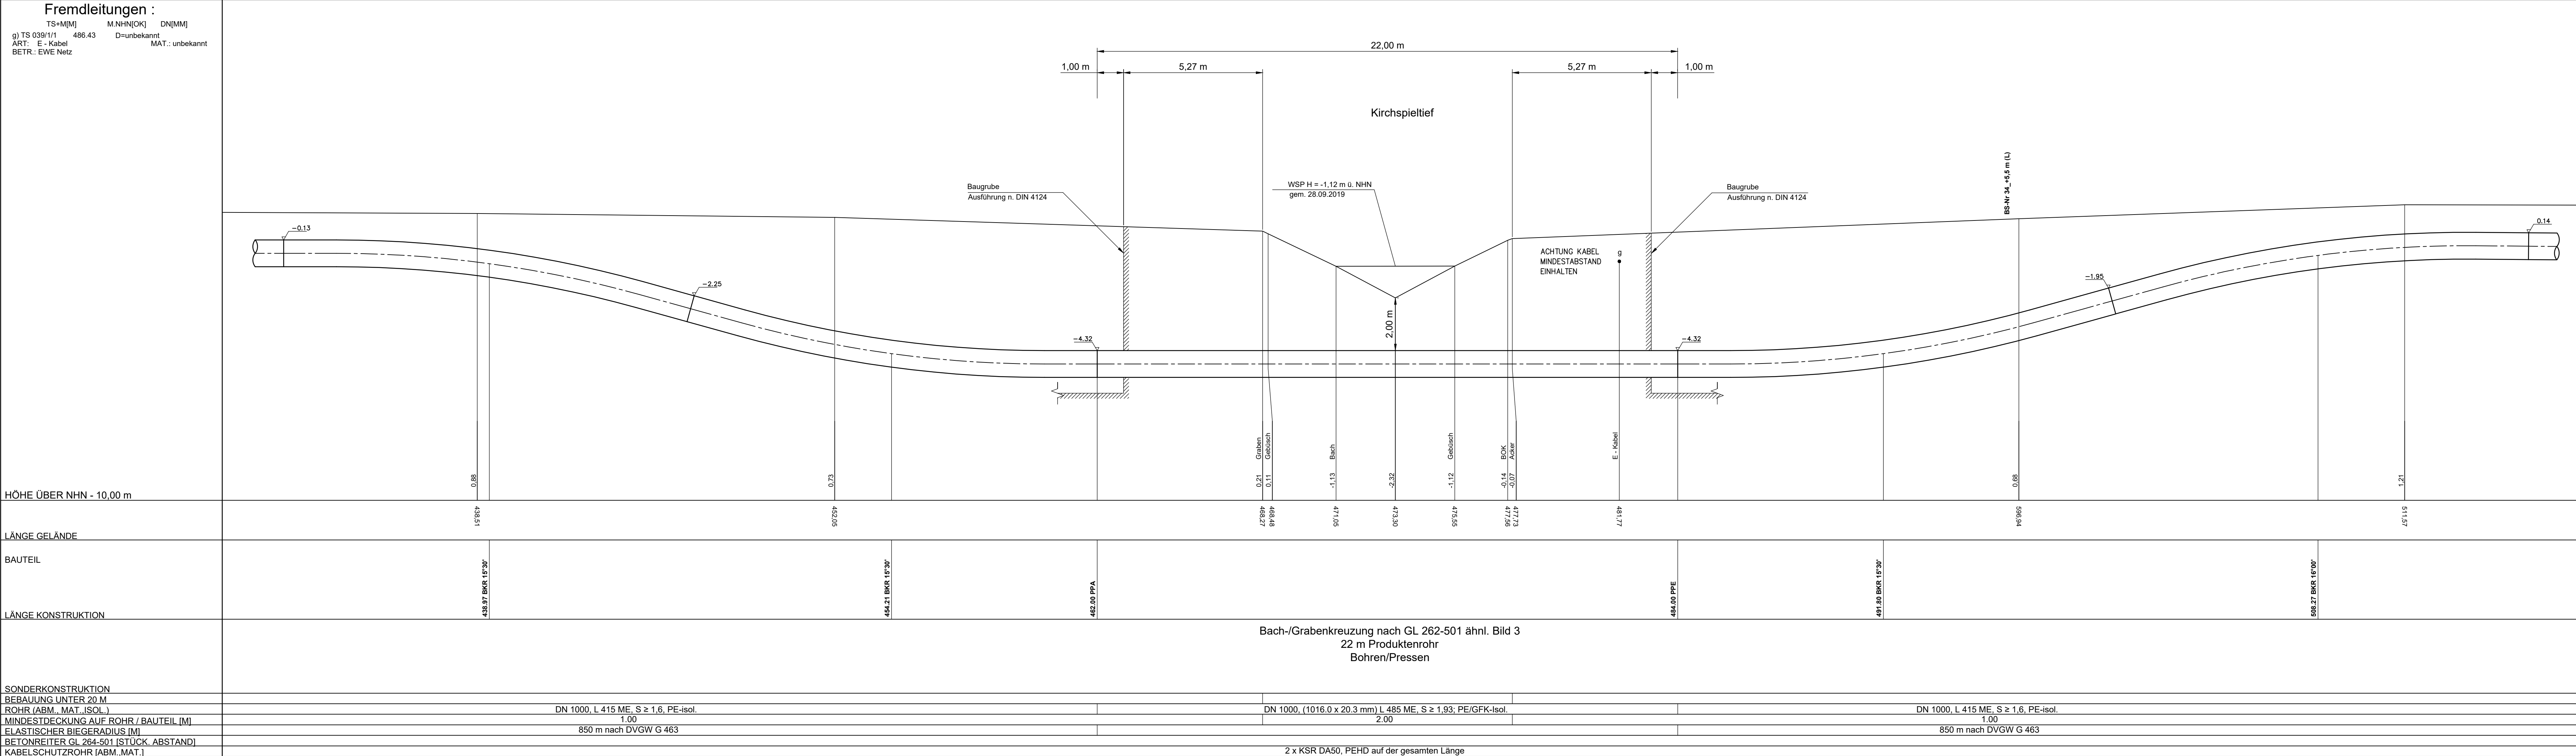 Fremdleitungen :
TS+M[M] M.NHN[OK] DN[MM]
g) TS 039/1/1 486.43 D=unbekannt
ART: E - Kabel MAT.: unbekannt
BETR.: EWE Netz
22,00 m
1,00 m
5,27 m
5,27 m
1,00 m
Kirchspieltief
BS-Nr 34_+5,5 m (L)
Baugrube
Ausführung n. DIN 4124
WSP H = -1,12 m ü. NHN
gem. 28.09.2019
Baugrube
Ausführung n. DIN 4124
-0.13
0.14
ACHTUNG KABEL
MINDESTABSTAND
EINHALTEN
g
-2.25
-1.95
2,00 m
-4.32
-4.32
Graben
Gebüsch
Bach
Gebüsch
BOK
Acker
E - Kabel
HÖHE ÜBER NHN - 10,00 m
0,88
0,73
0,21
0,11
-1,13
-2,32
-1,12
-0,14
-0,07
0,68
1,21
LÄNGE GELÄNDE
438,51
452,05
468,27
468,48
471,05
473,30
475,55
477,56
477,73
481,77
596,94
511,57
BAUTEIL
438.97 BKR 15°30'
454.21 BKR 15°30'
462.00 PPA
484.00 PPE
491.80 BKR 15°30'
508.27 BKR 16°00'
LÄNGE KONSTRUKTION
Bach-/Grabenkreuzung nach GL 262-501 ähnl. Bild 3
22 m Produktenrohr
Bohren/Pressen
SONDERKONSTRUKTION
BEBAUUNG UNTER 20 M
ROHR (ABM., MAT.,ISOL.)
DN 1000, L 415 ME, S ≥ 1,6, PE-isol.
DN 1000, (1016.0 x 20.3 mm) L 485 ME, S ≥ 1,93; PE/GFK-Isol.
DN 1000, L 415 ME, S ≥ 1,6, PE-isol.
MINDESTDECKUNG AUF ROHR / BAUTEIL [M]
1.00
2.00
1.00
ELASTISCHER BIEGERADIUS [M]
850 m nach DVGW G 463
850 m nach DVGW G 463
BETONREITER GL 264-501 [STÜCK. ABSTAND]
KABELSCHUTZROHR [ABM.,MAT.]
2 x KSR DA50, PEHD auf der gesamten Länge